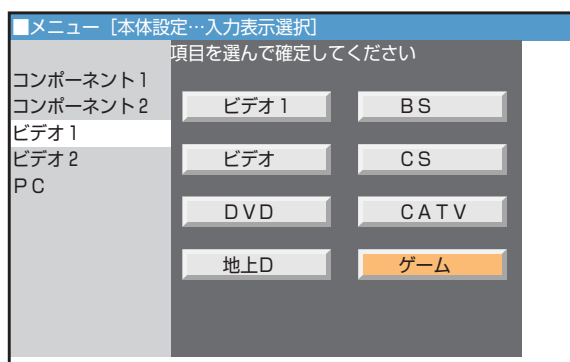 ■メニュー［本体設定…入力表示選択］
項目を選んで確定してください
コンポーネント１
コンポーネント２
ビデオ１
ビデオ２
ＰＣ
ビデオ１
ＢＳ
ビデオ
ＣＳ
ＤＶＤ
ＣＡＴＶ
地上Ｄ
ゲーム